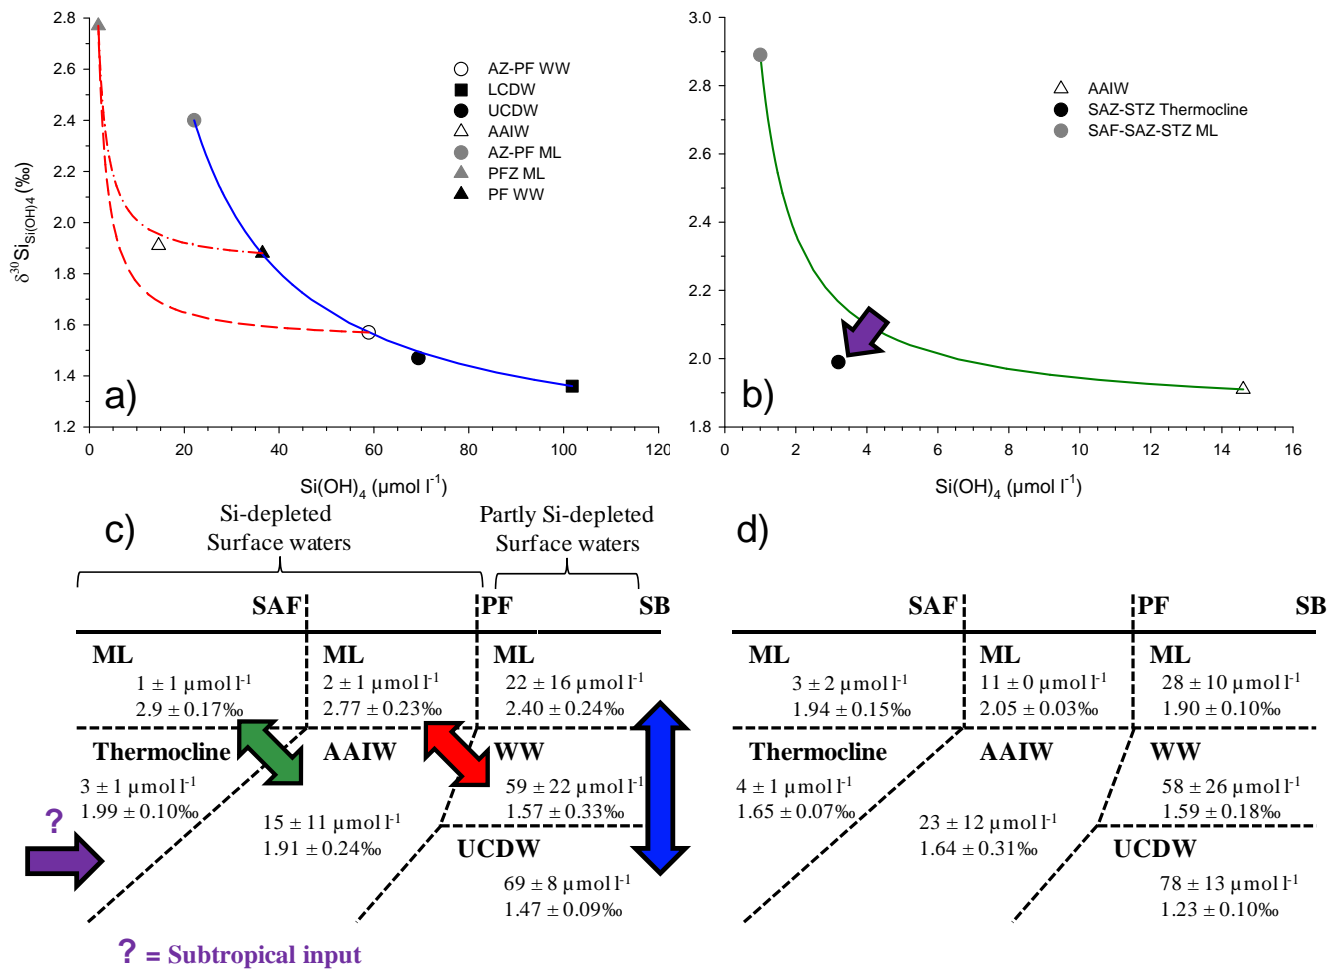 2.8
2.6
2.4
2.2
2.0
1.8
1.6
1.4
1.2
δ³⁰Si Si(OH)4 (‰)
0
20
40
60
80
100
120
Si(OH)₄ (µmol l⁻¹)
AZ-PF WW
LCDW
UCDW
AAIW
AZ-PF ML
PFZ ML
PF WW
a)
3.0
2.8
2.6
2.4
2.2
2.0
1.8
0
2
4
6
8
10
12
14
16
Si(OH)₄ (µmol l⁻¹)
AAIW
SAZ-STZ Thermocline
SAF-SAZ-STZ ML
b)
c)
Si-depleted
Surface waters
Partly Si-depleted
Surface waters
SAF
PF
SB
ML
1 ± 1 µmol l⁻¹
2.9 ± 0.17‰
ML
2 ± 1 µmol l⁻¹
2.77 ± 0.23‰
ML
22 ± 16 µmol l⁻¹
2.40 ± 0.24‰
Thermocline
3 ± 1 µmol l⁻¹
1.99 ± 0.10‰
AAIW
15 ± 11 µmol l⁻¹
1.91 ± 0.24‰
WW
59 ± 22 µmol l⁻¹
1.57 ± 0.33‰
UCDW
69 ± 8 µmol l⁻¹
1.47 ± 0.09‰
?
? = Subtropical input
d)
SAF
PF
SB
ML
3 ± 2 µmol l⁻¹
1.94 ± 0.15‰
ML
11 ± 0 µmol l⁻¹
2.05 ± 0.03‰
ML
28 ± 10 µmol l⁻¹
1.90 ± 0.10‰
Thermocline
4 ± 1 µmol l⁻¹
1.65 ± 0.07‰
AAIW
23 ± 12 µmol l⁻¹
1.64 ± 0.31‰
WW
58 ± 26 µmol l⁻¹
1.59 ± 0.18‰
UCDW
78 ± 13 µmol l⁻¹
1.23 ± 0.10‰